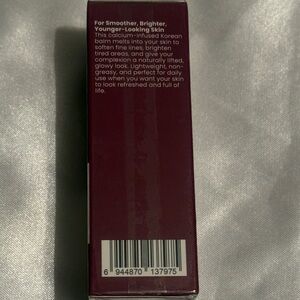 For Smoother, Brighter,
Younger-Looking Skin
This calcium-infused Korean
balm melts into your skin to
soften fine lines, brighten
tired areas, and give your
complexion a naturally lifted,
glowy look. Lightweight, non-
greasy, and perfect for daily
use when you want your skin
to look refreshed and full of
life.
6 944870 137975